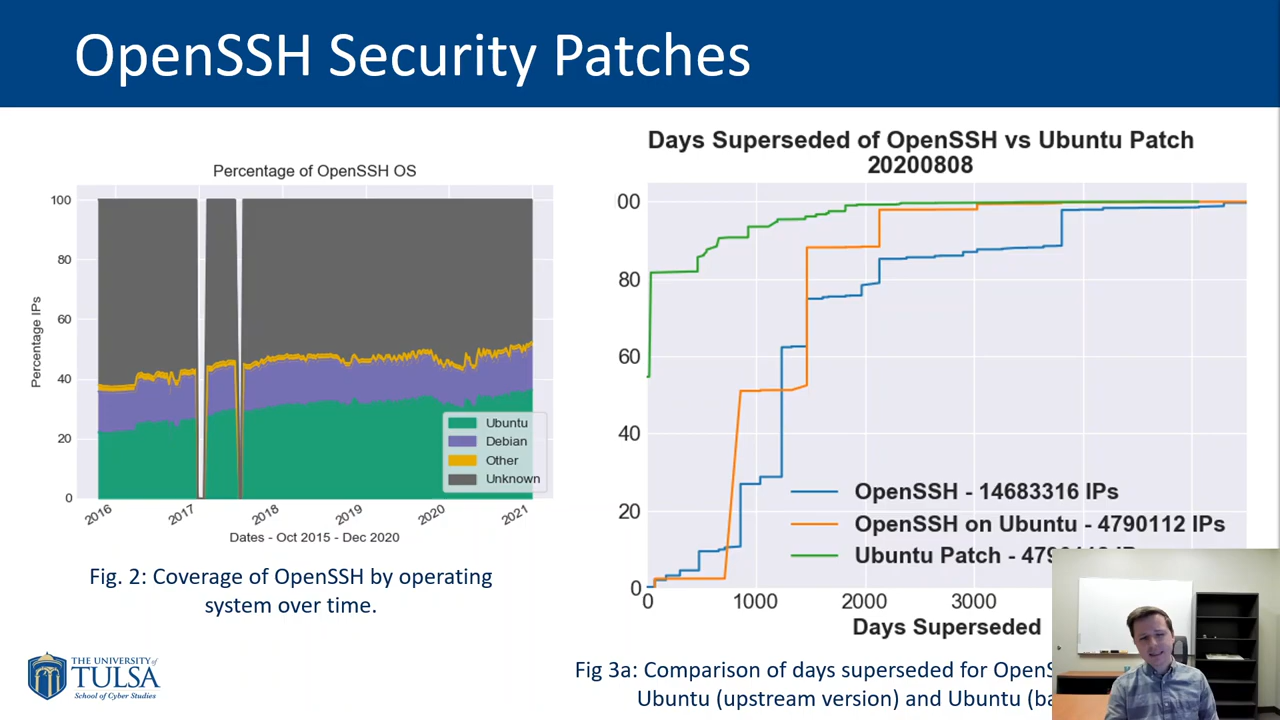 OpenSSH Security Patches
Percentage of OpenSSH OS
100
80
60
40
20
0
Percentage IPs
2016
2017
2018
2019
2020
2021
Dates - Oct 2015 - Dec 2020
Ubuntu
Debian
Other
Unknown
Fig. 2: Coverage of OpenSSH by operating
system over time.
THE UNIVERSITY of
TULSA
School of Cyber Studies
Days Superseded of OpenSSH vs Ubuntu Patch
20200808
00
80
60
40
20
0
OpenSSH - 14683316 IPs
OpenSSH on Ubuntu - 4790112 IPs
Ubuntu Patch -
0
1000
2000
3000
Days Superseded
Fig 3a: Comparison of days superseded for
Ubuntu (upstream version) and Ubuntu